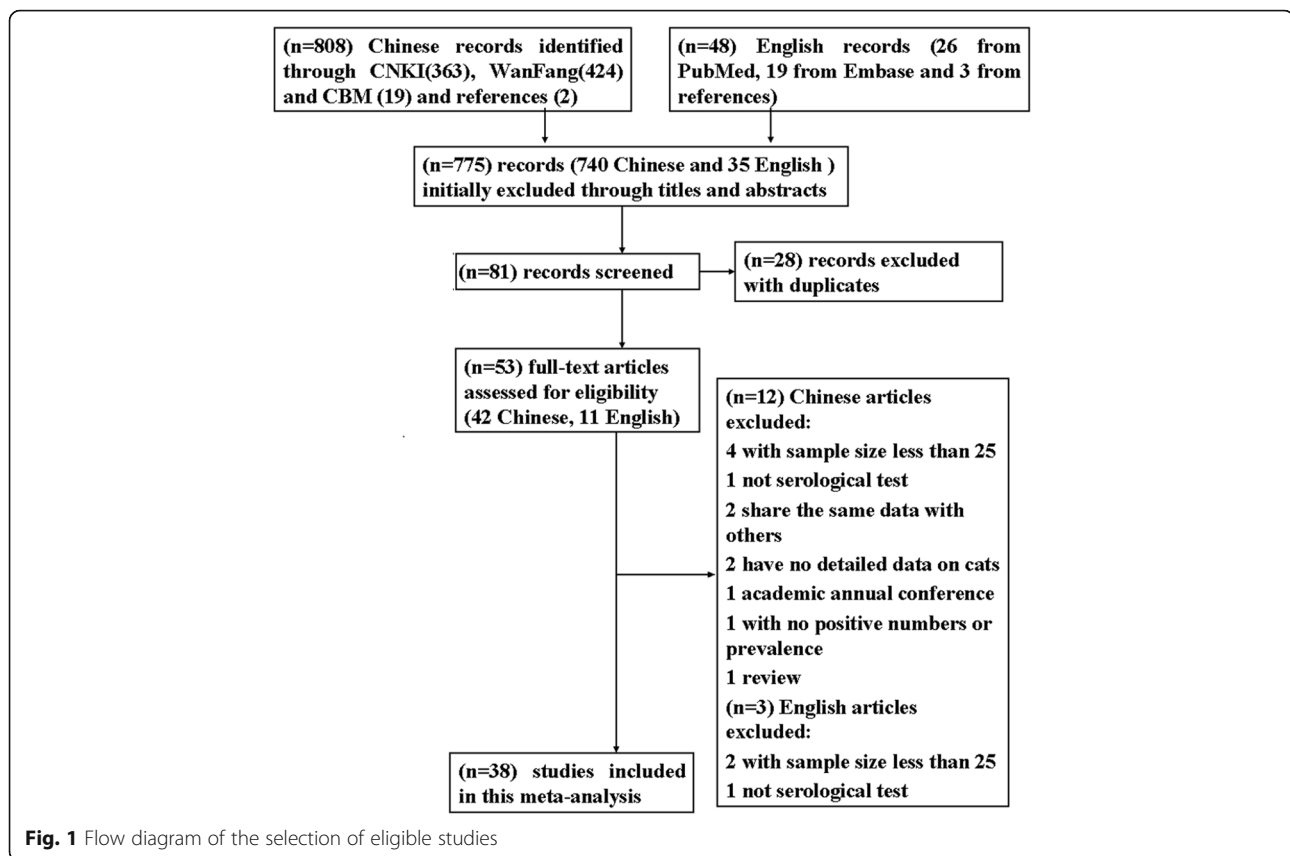 (n=808) Chinese records identified
through CNKI(363), WanFang(424)
and CBM (19) and references (2)
(n=48) English records (26 from
PubMed, 19 from Embase and 3 from
references)
(n=775) records (740 Chinese and 35 English )
initially excluded through titles and abstracts
(n=81) records screened
(n=28) records excluded
with duplicates
(n=53) full-text articles
assessed for eligibility
(42 Chinese, 11 English)
(n=12) Chinese articles
excluded:
4 with sample size less than 25
1 not serological test
2 share the same data with
others
2 have no detailed data on cats
1 academic annual conference
1 with no positive numbers or
prevalence
1 review
(n=3) English articles
excluded:
2 with sample size less than 25
1 not serological test
(n=38) studies included
in this meta-analysis
Fig. 1 Flow diagram of the selection of eligible studies